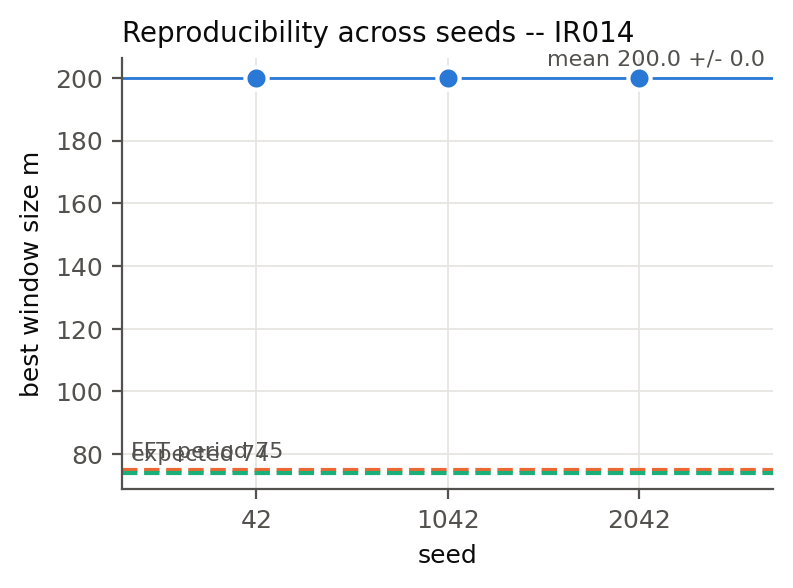 Reproducibility across seeds -- IR014
mean 200.0 +/- 0.0
200
180
160
140
120
100
80
best window size m
FFT period 75
expected 74
42
1042
2042
seed